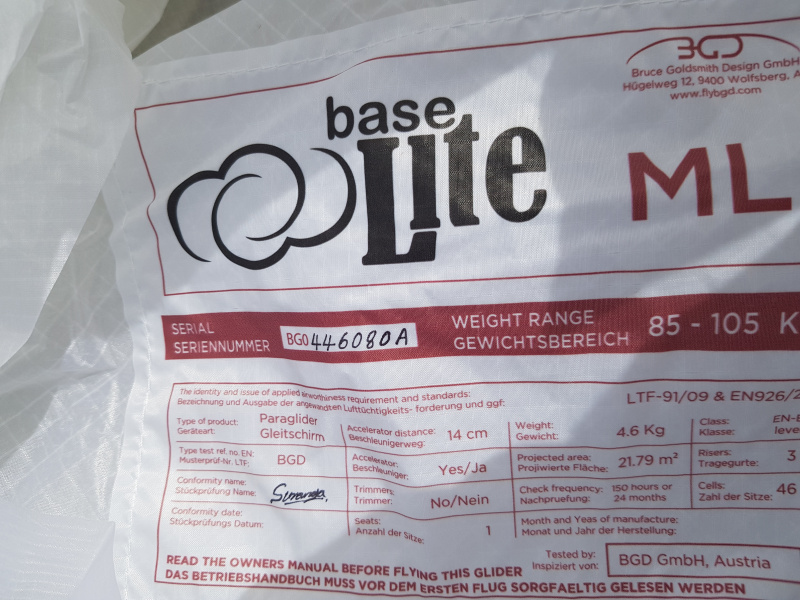 BGD
Bruce Goldsmith Design GmbH
Hügelweg 12, 9400 Wolfsberg, A
www.flybgd.com
base
Lite
ML
SERIAL
SERIENNUMMER
BGO446080A
WEIGHT RANGE
GEWICHTSBEREICH
85 - 105 K
The identity and issue of applied airworthiness requirement and standards:
Bezeichnung und Ausgabe der angewandten Lufttüchtigkeits- forderung und ggf:
LTF-91/09 & EN926/2
Type of product:
Geräteart:
Paraglider
Gleitschirm
Accelerator distance:
Beschleunigerweg:
14 cm
Weight:
Gewicht:
4.6 Kg
Class:
Klasse:
EN-B
leve
Type test ref. no. EN:
Musterprüf-Nr. LTF:
BGD
Accelerator:
Beschleuniger:
Yes/Ja
Projected area:
Projiwierte Fläche:
21.79 m²
Risers:
Tragegurte:
3
Conformity name:
Stückprüfung Name:
Trimmers:
Trimmer:
No/Nein
Check frequency:
Nachpruefung:
150 hours or
24 months
Cells:
Zahl der Sitze:
46
Conformity date:
Stückprüfungs Datum:
Seats:
Anzahl der Sitze:
1
Month and Yeas of manufacture:
Monat und Jahr der Herstellung:
READ THE OWNERS MANUAL BEFORE FLYING THIS GLIDER
DAS BETRIEBSHANDBUCH MUSS VOR DEM ERSTEN FLUG SORGFAELTIG GELESEN WERDEN
Tested by:
Inspiziert von:
BGD GmbH, Austria